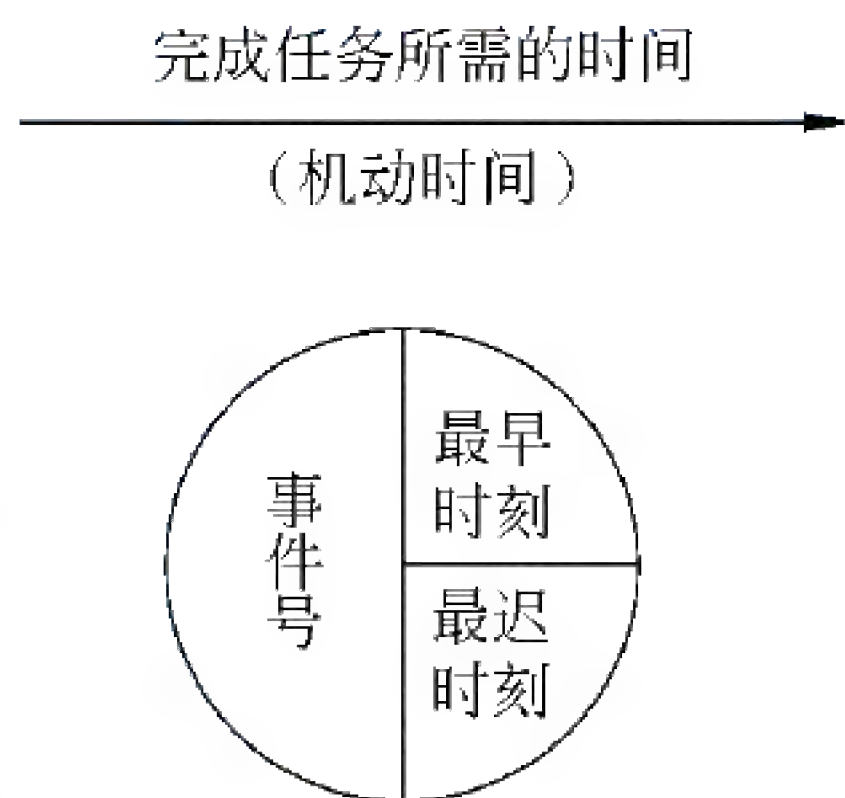 完成任务所需的时间
（机动时间）
事件号
最早
时刻
最迟
时刻